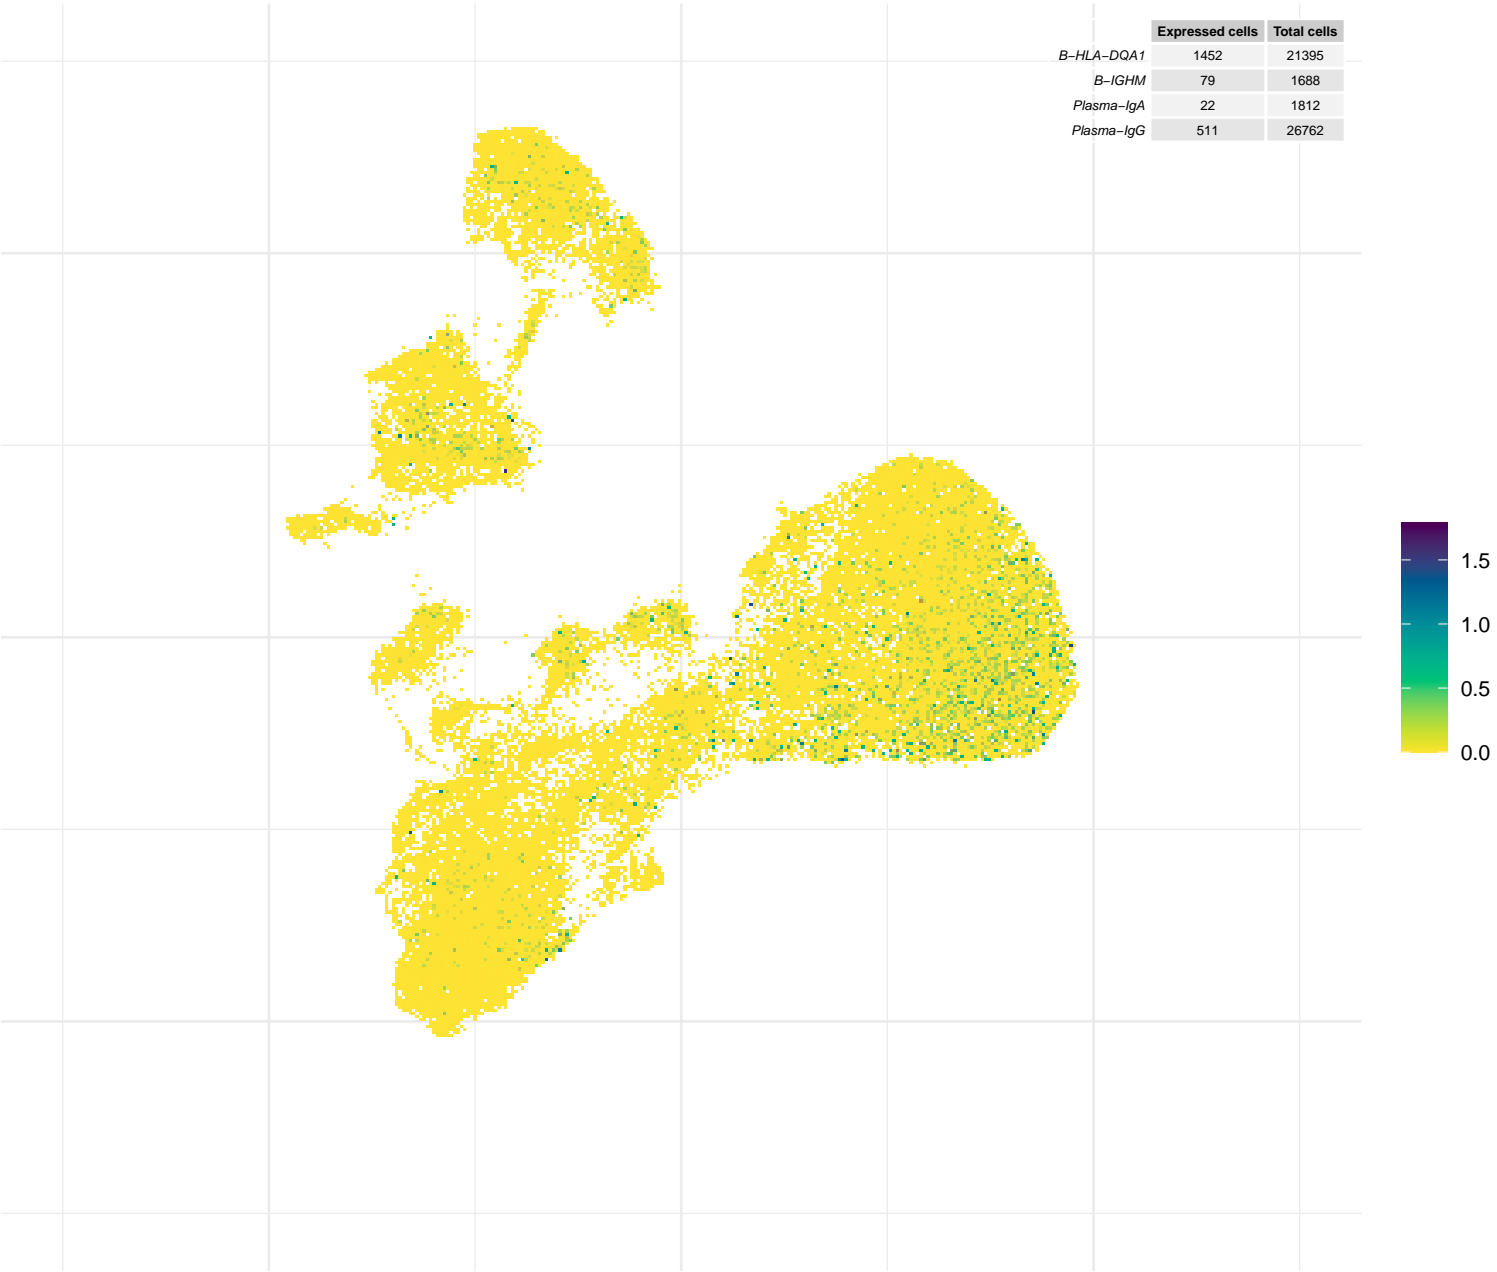 Expressed cells Total cells
B−HLA−DQA1 1452 21395
B−IGHM 79 1688
Plasma−IgA 22 1812
Plasma−IgG 511 26762
1.5
1.0
0.5
0.0